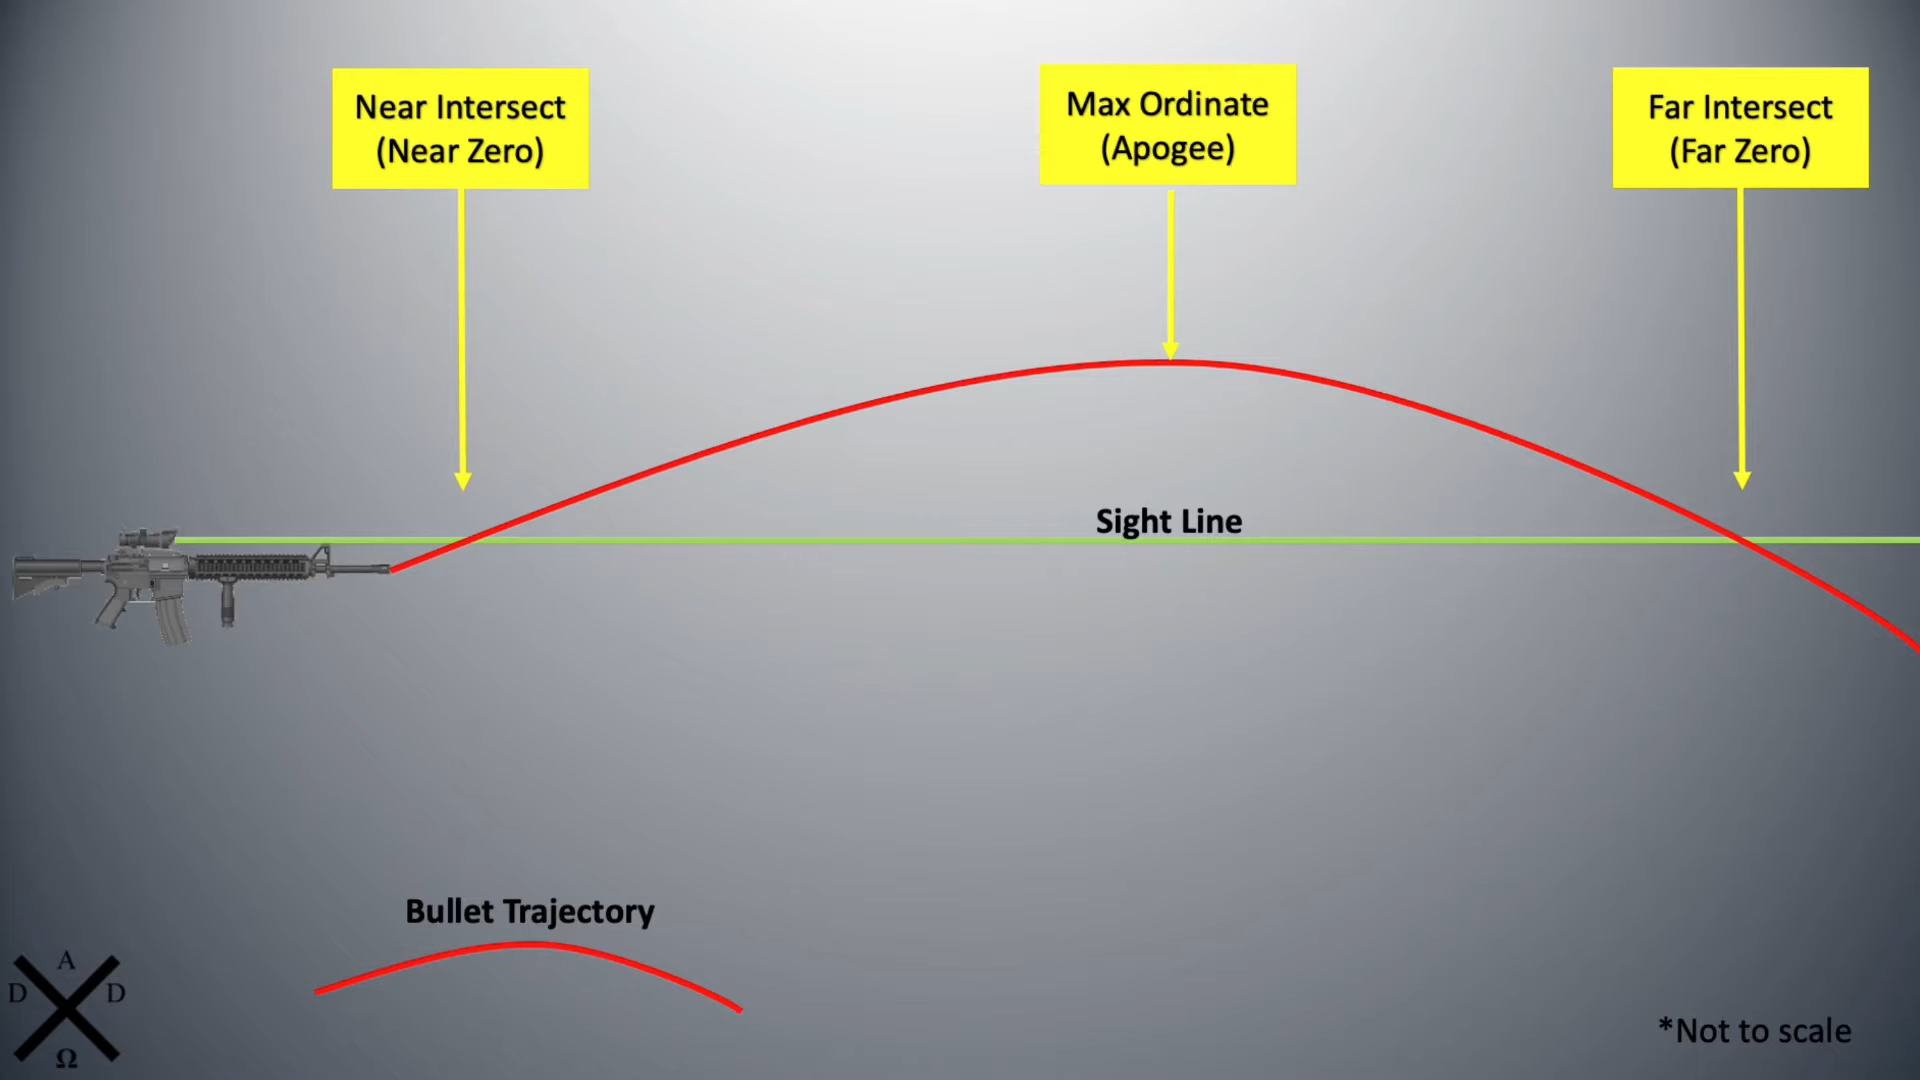 Near Intersect
(Near Zero)
Max Ordinate
(Apogee)
Far Intersect
(Far Zero)
Sight Line
Bullet Trajectory
A
D D
Ω
*Not to scale